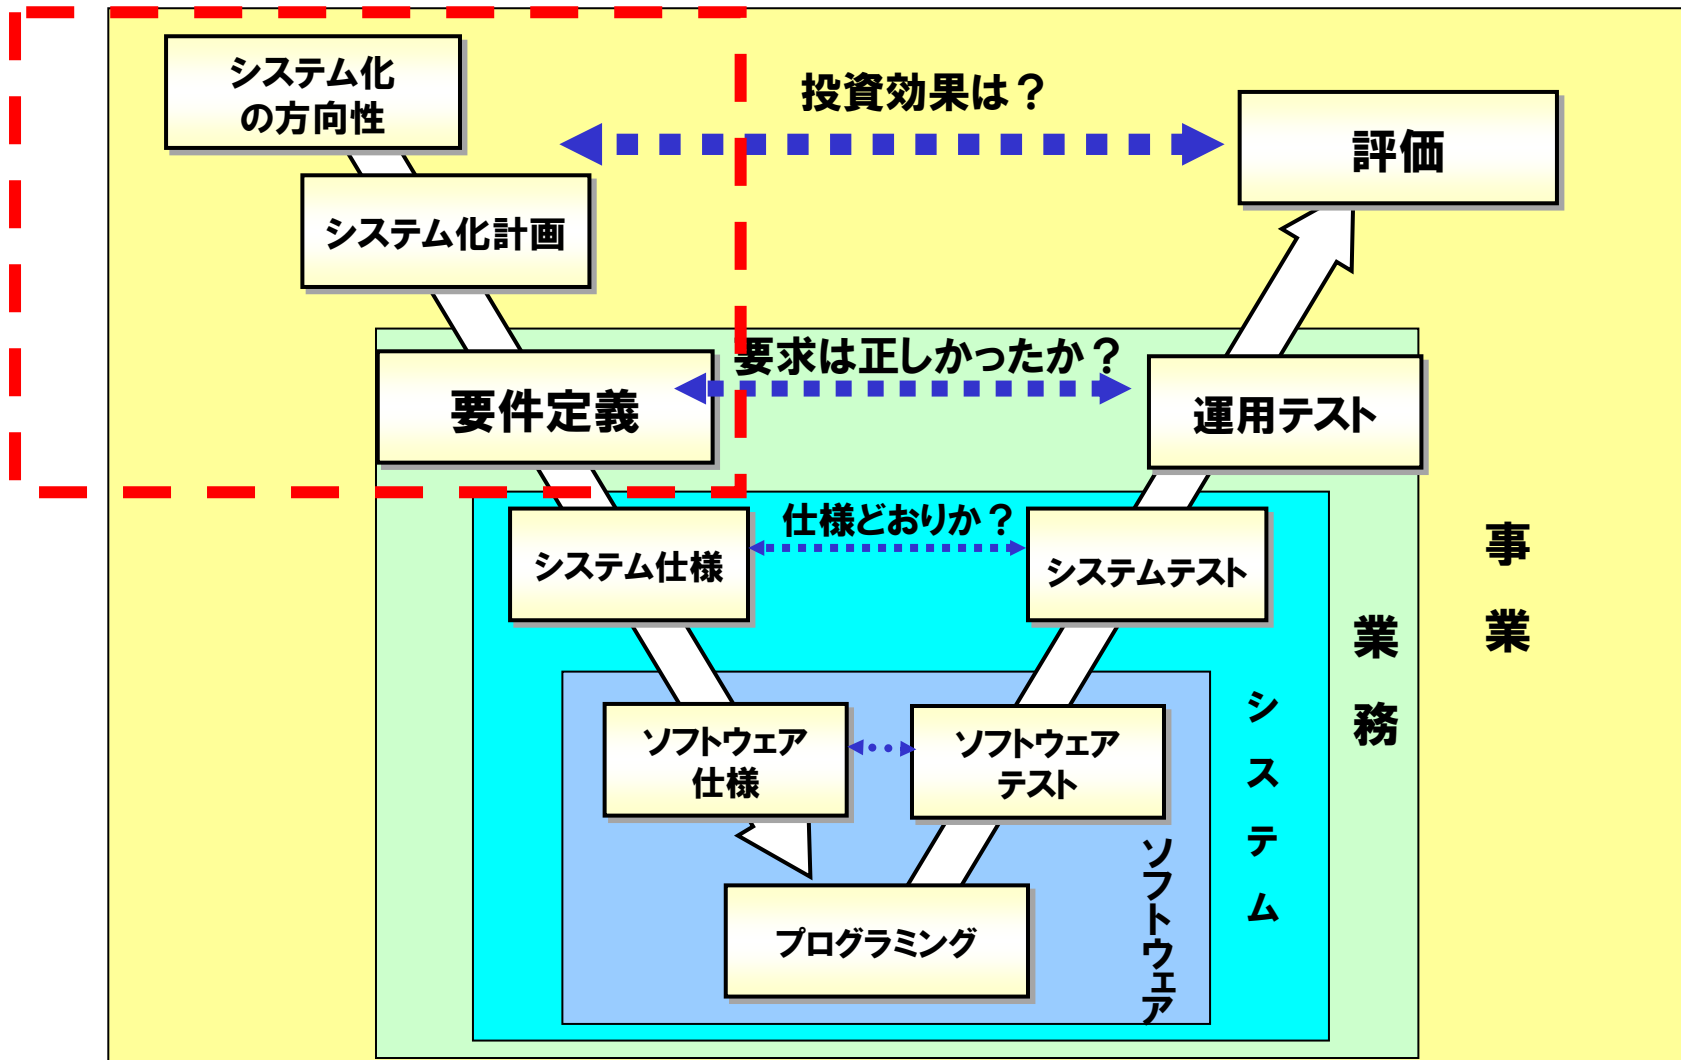 システム化
の方向性
投資効果は？
評価
システム化計画
要求は正しかったか？
要件定義
運用テスト
仕様どおりか？
システム仕様
システムテスト
事業
業務
システム
ソフトウェア
仕様
ソフトウェア
テスト
ソフトウェア
プログラミング